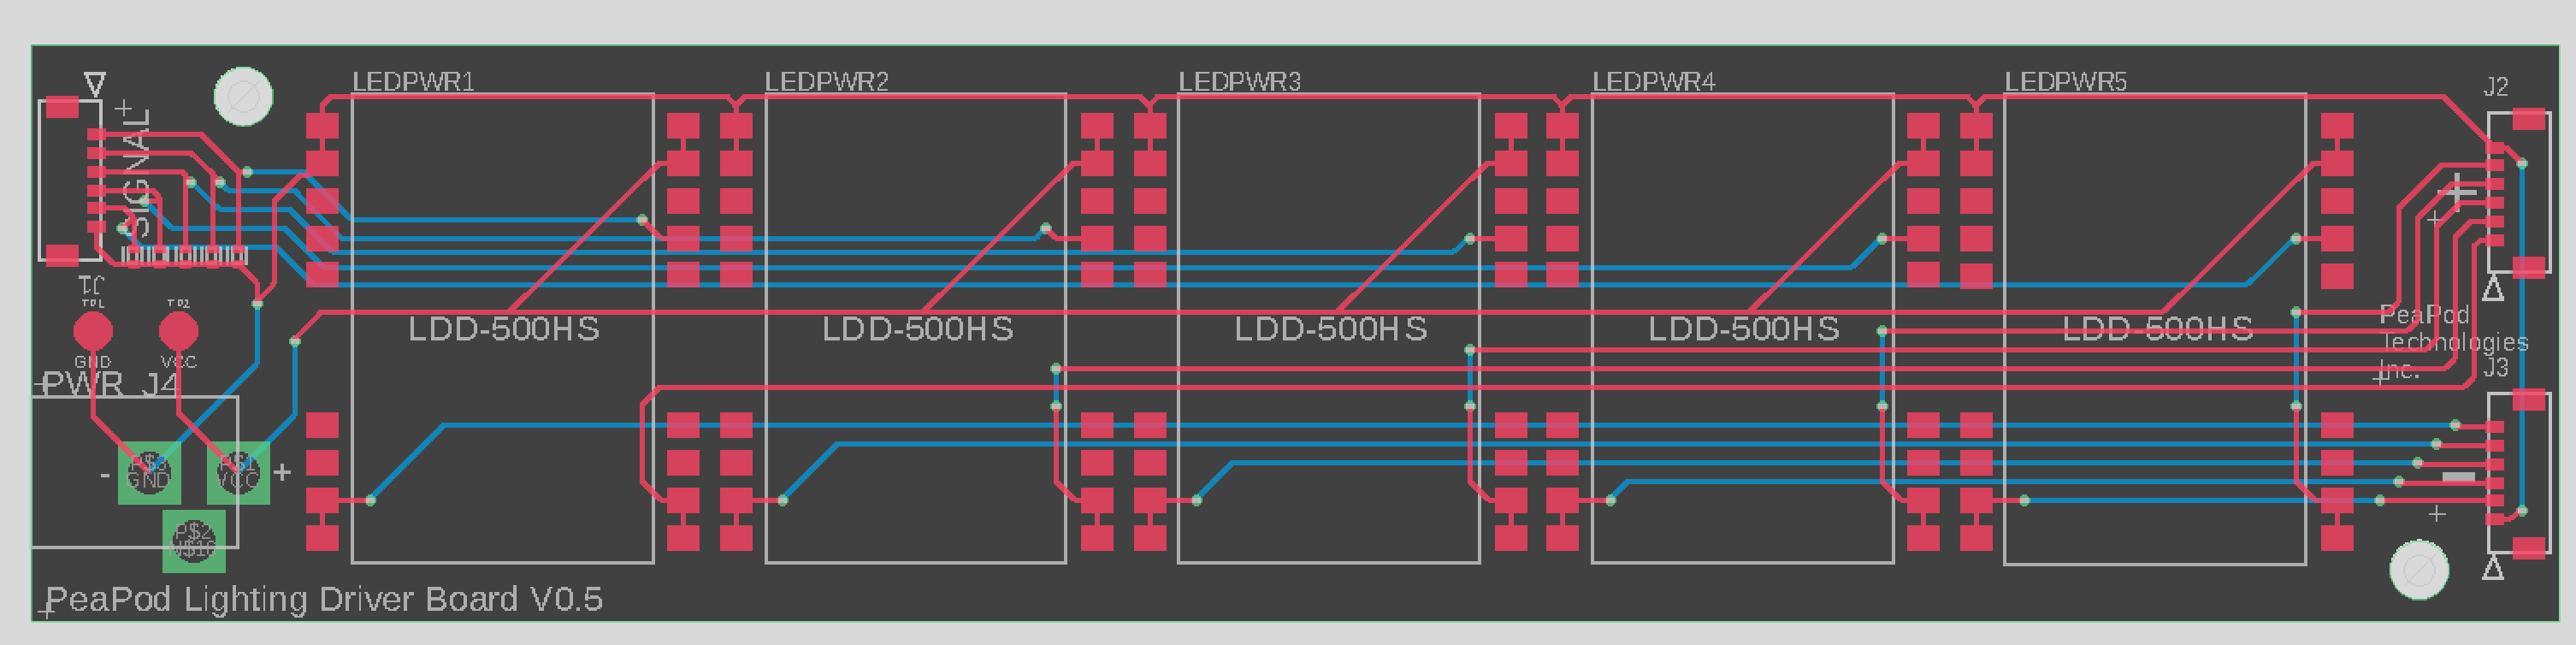 LEDPWR1
LEDPWR2
LEDPWR3
LEDPWR4
LEDPWR5
J2
SIGNAL
J1
TP1
TP2
GND
VCC
PWR J4
LDD-500HS
LDD-500HS
LDD-500HS
LDD-500HS
LDD-500HS
PeaPod
Technologies
Inc.
J3
-
P$3
GND
P$1
VCC
+
P$2
N$10
PeaPod Lighting Driver Board V0.5